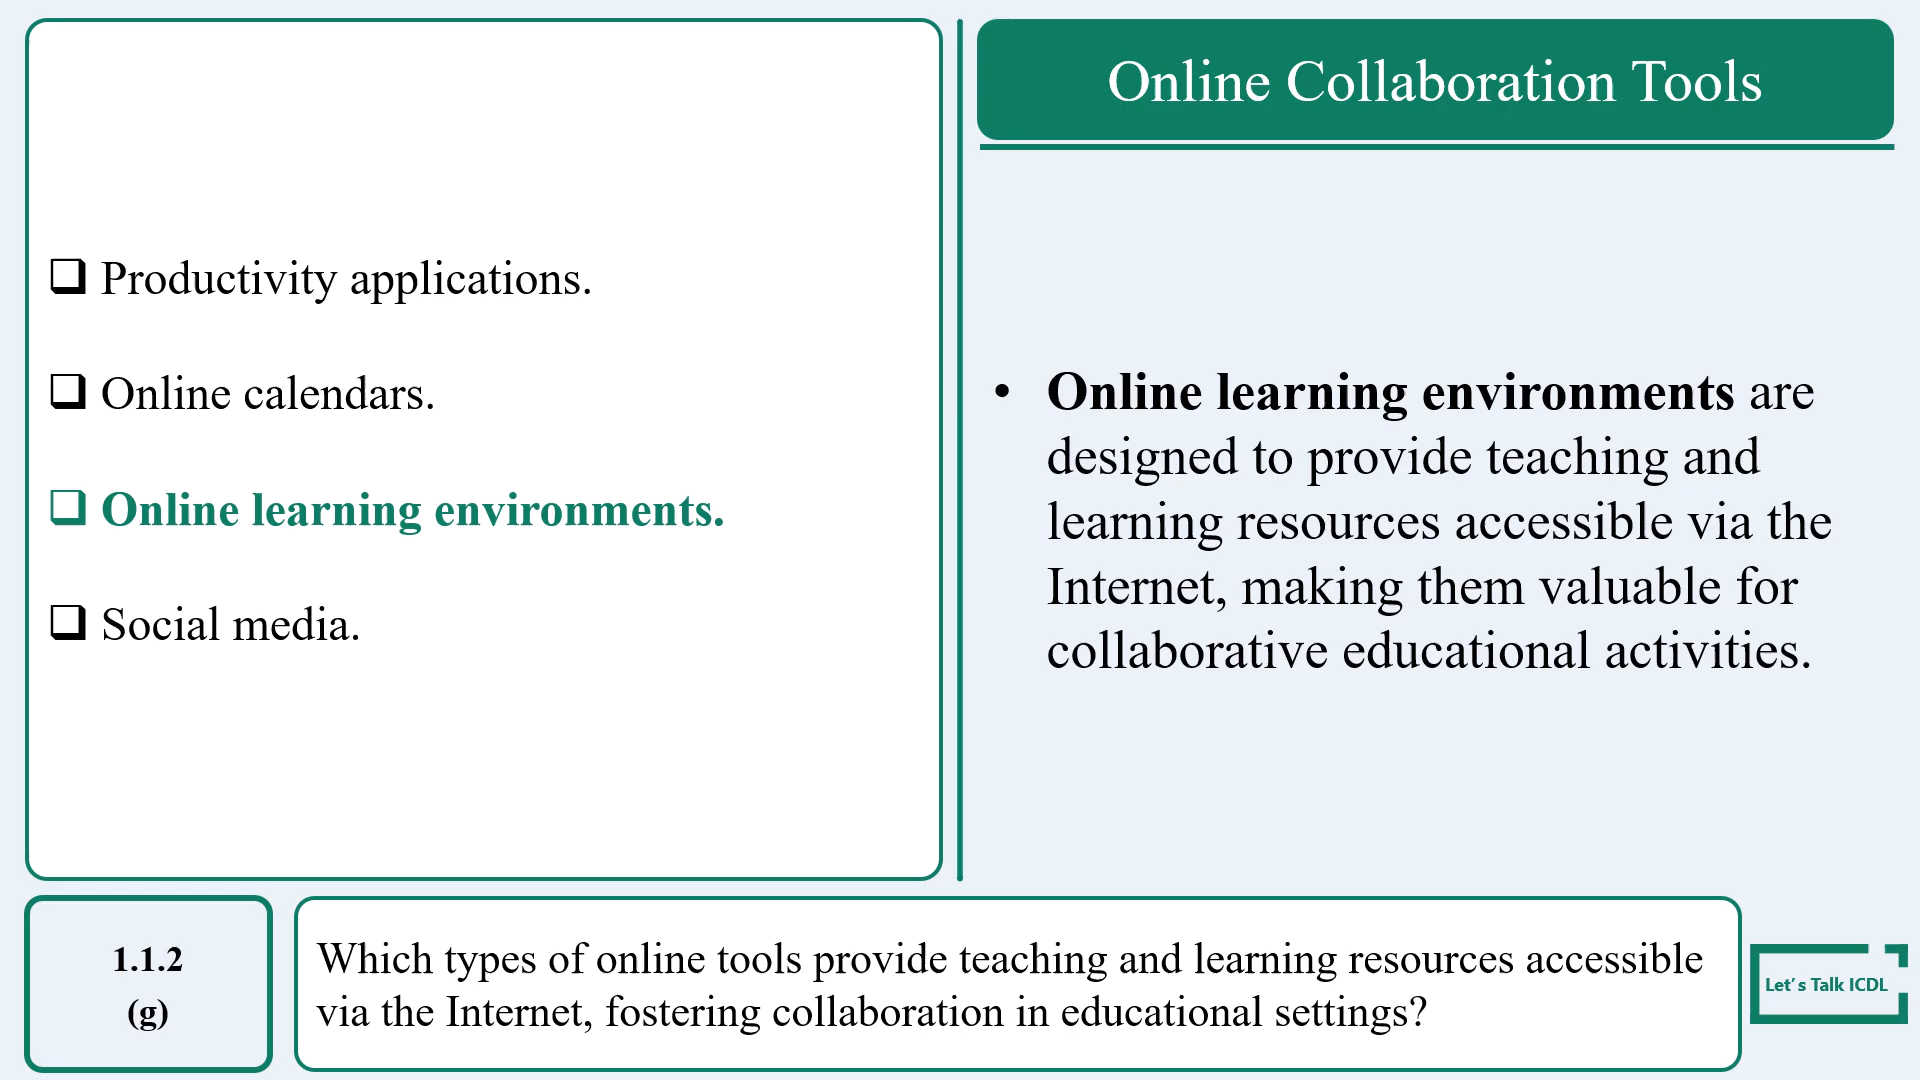 Online Collaboration Tools
❑ Productivity applications.
❑ Online calendars.
❑ Online learning environments.
❑ Social media.
• Online learning environments are
designed to provide teaching and
learning resources accessible via the
Internet, making them valuable for
collaborative educational activities.
1.1.2
(g)
Which types of online tools provide teaching and learning resources accessible
via the Internet, fostering collaboration in educational settings?
Let’s Talk ICDL